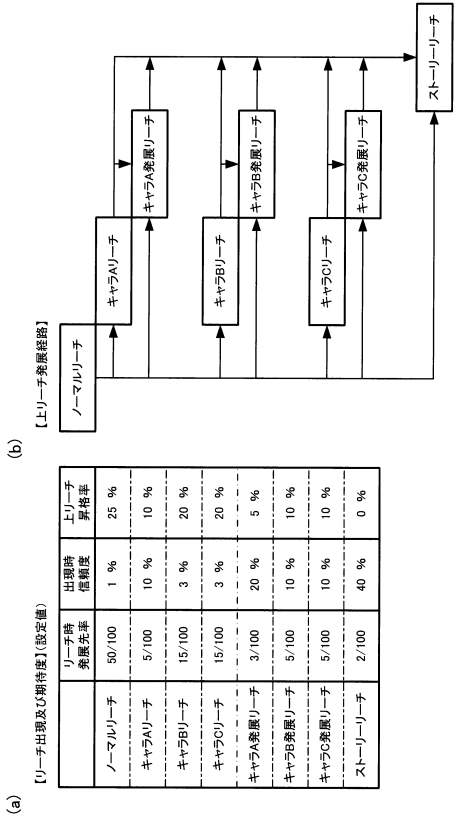 (a)
【リーチ出現及び期待度】(設定値)
リーチ時発展先率 出現時信頼度 上リーチ昇格率
ノーマルリーチ 50/100 1 % 25 %
キャラAリーチ 5/100 10 % 10 %
キャラBリーチ 15/100 3 % 20 %
キャラCリーチ 15/100 3 % 20 %
キャラA発展リーチ 3/100 20 % 5 %
キャラB発展リーチ 5/100 10 % 10 %
キャラC発展リーチ 5/100 10 % 10 %
ストーリーリーチ 2/100 40 % 0 %
(b)
【上リーチ発展経路】
ノーマルリーチ
キャラAリーチ
キャラA発展リーチ
キャラBリーチ
キャラB発展リーチ
キャラCリーチ
キャラC発展リーチ
ストーリーリーチ